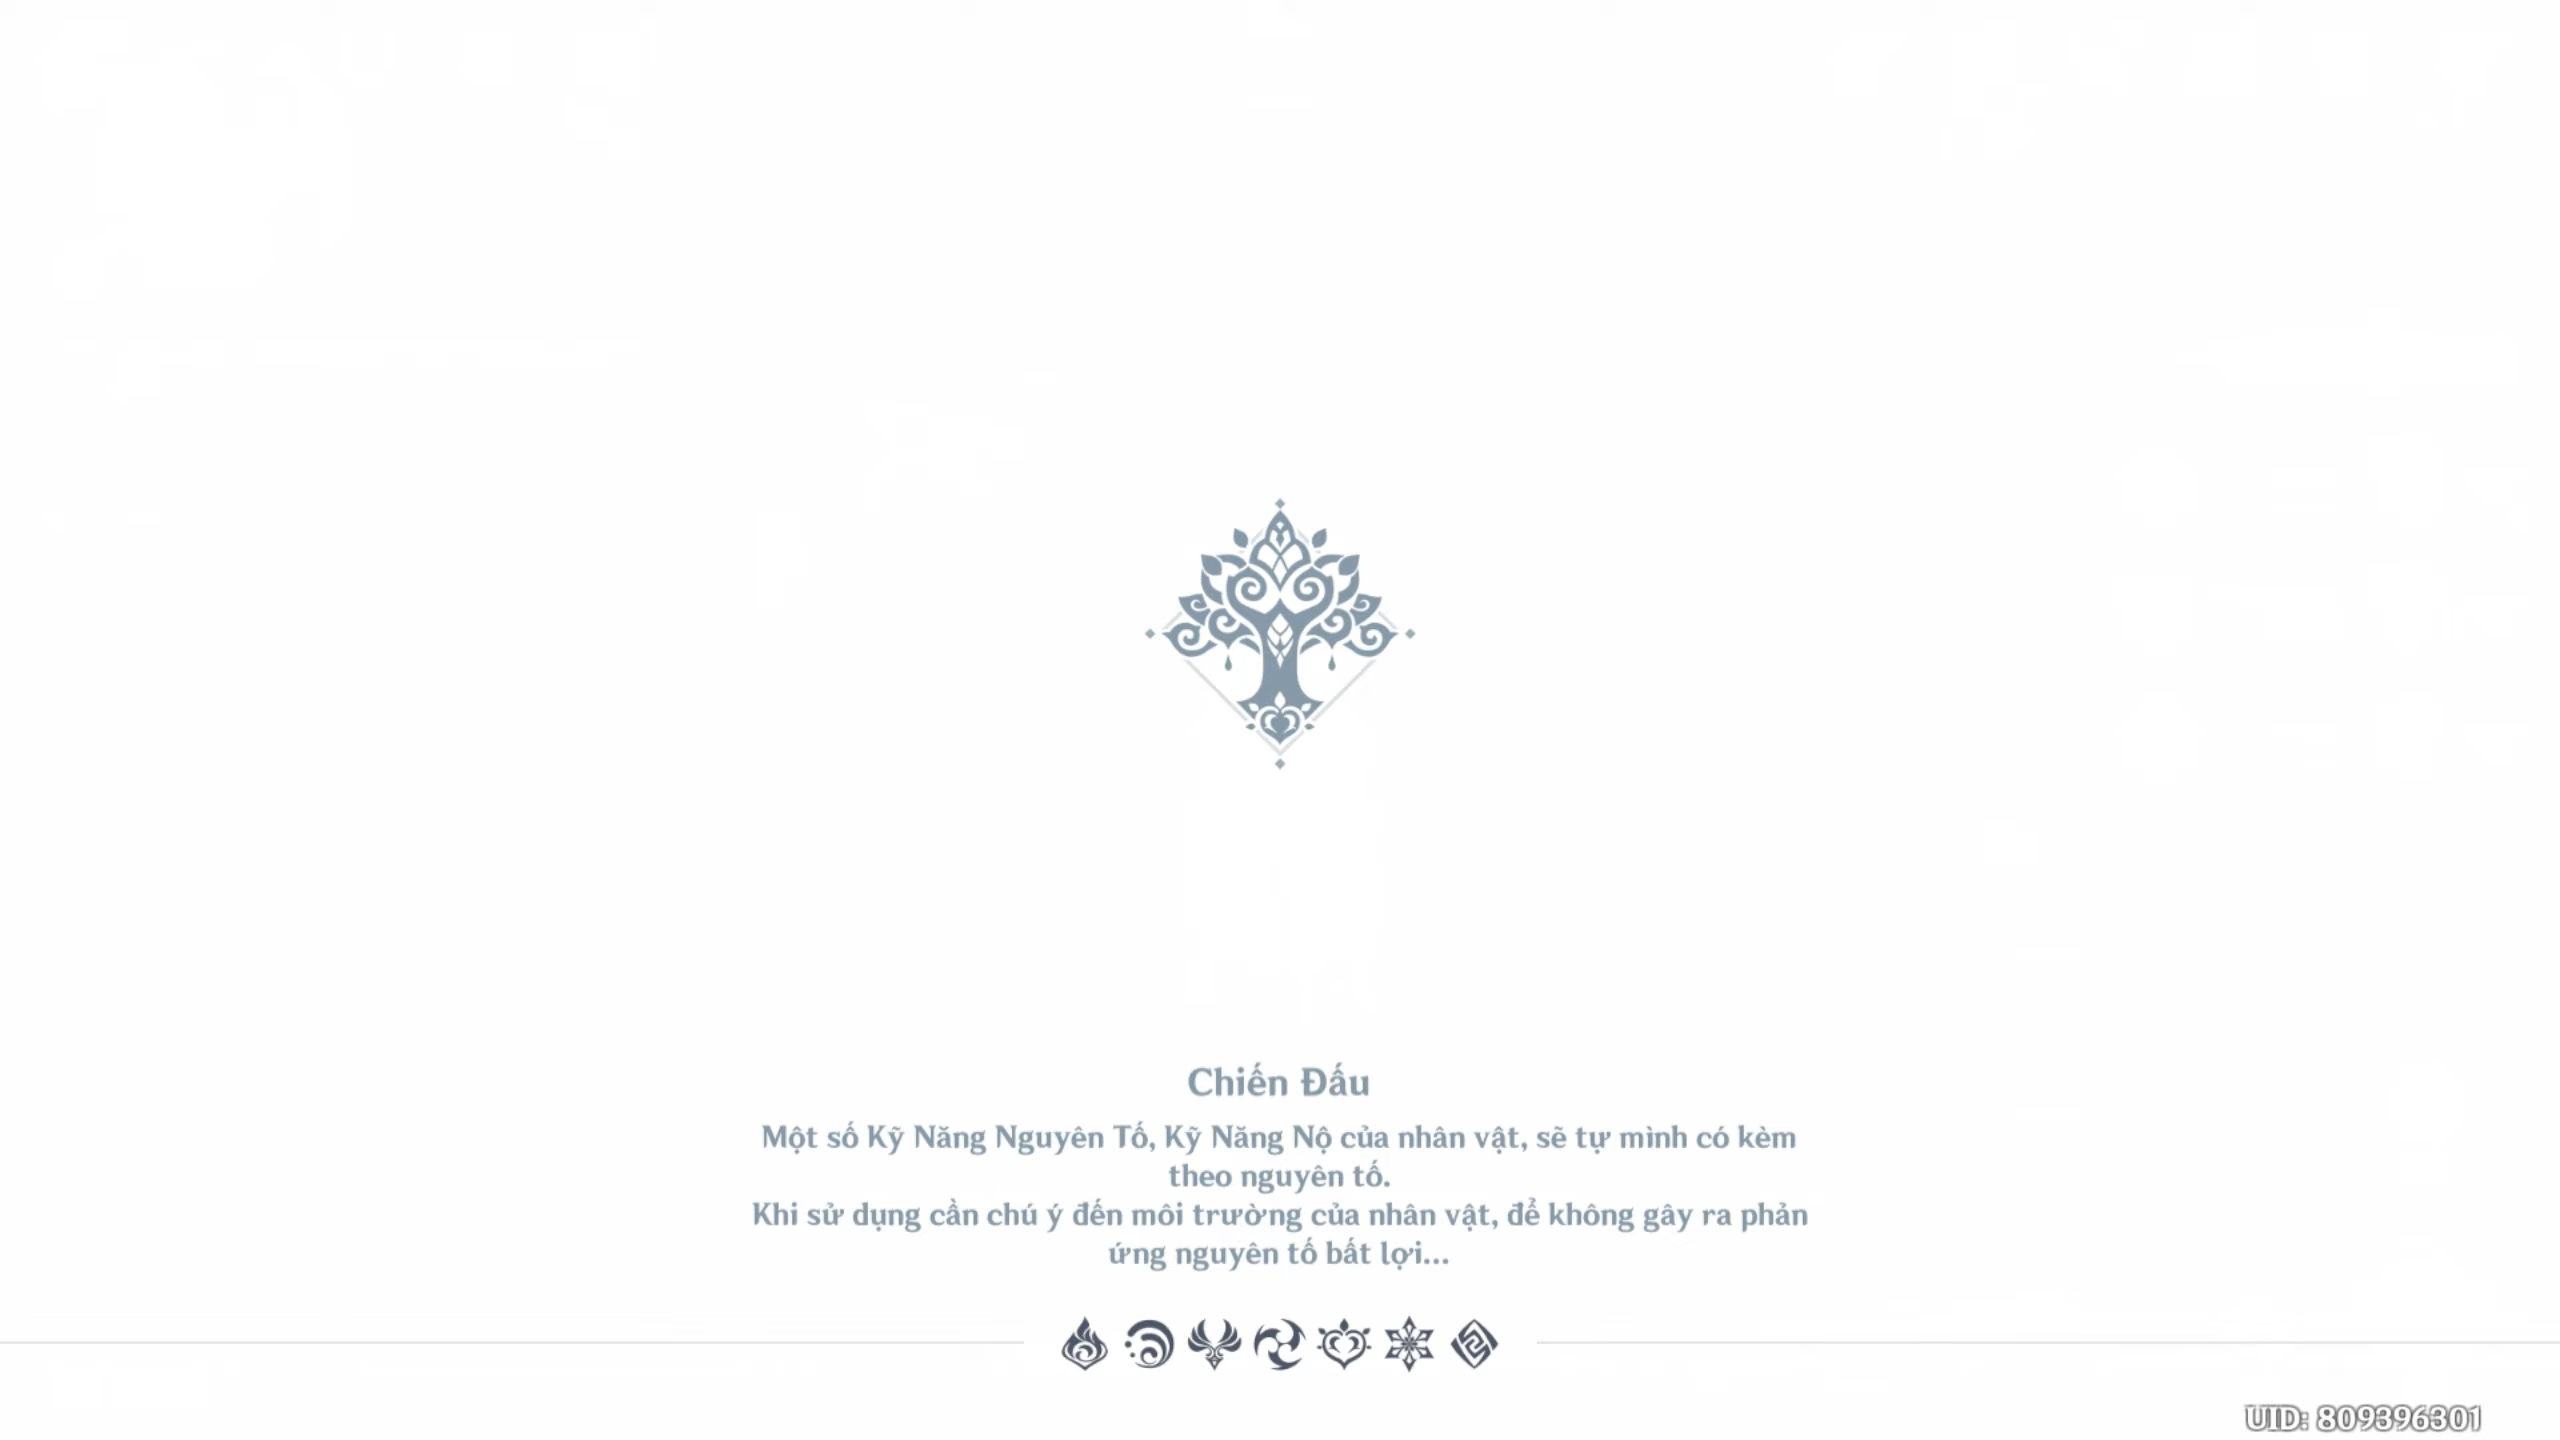 Chiến Đấu
Một số Kỹ Năng Nguyên Tố, Kỹ Năng Nộ của nhân vật, sẽ tự mình có kèm
theo nguyên tố.
Khi sử dụng cần chú ý đến môi trường của nhân vật, để không gây ra phản
ứng nguyên tố bất lợi...
UID: 809396301